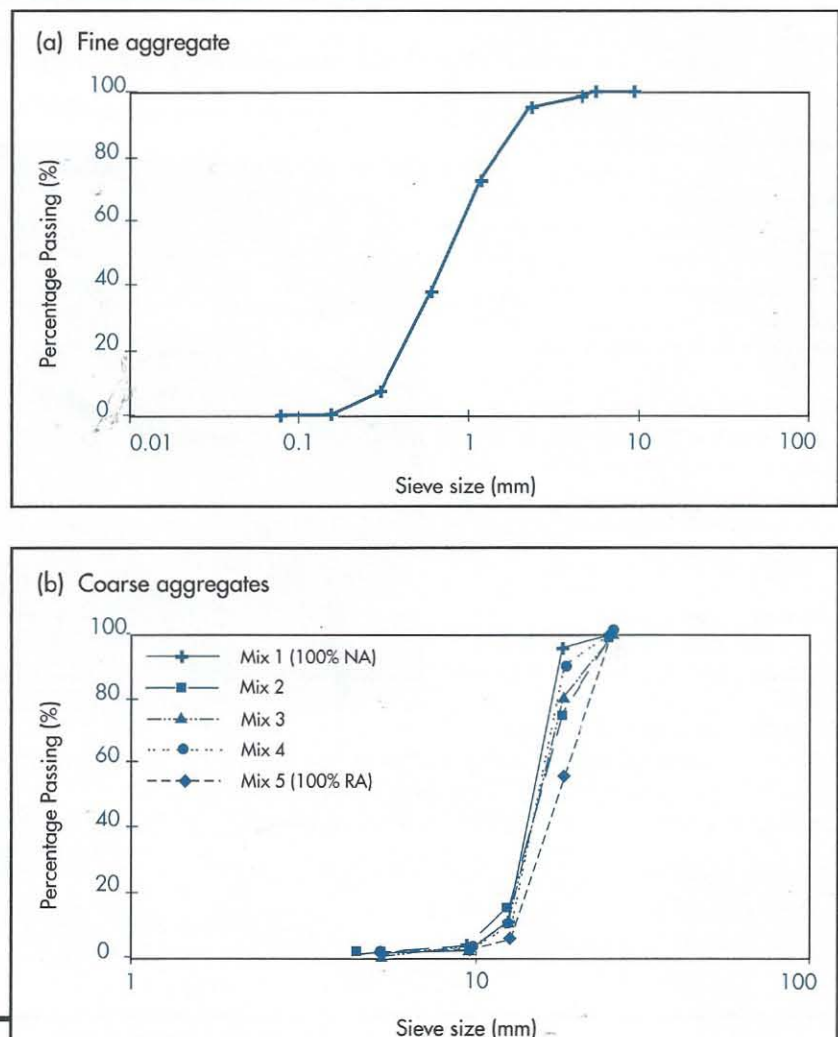 (a) Fine aggregate
100
80
60
40
20
0
Percentage Passing (%)
0.01 0.1 1 10 100
Sieve size (mm)
(b) Coarse aggregates
100
80
60
40
20
0
Percentage Passing (%)
Mix 1 (100% NA)
Mix 2
Mix 3
Mix 4
Mix 5 (100% RA)
1 10 100
Sieve size (mm)